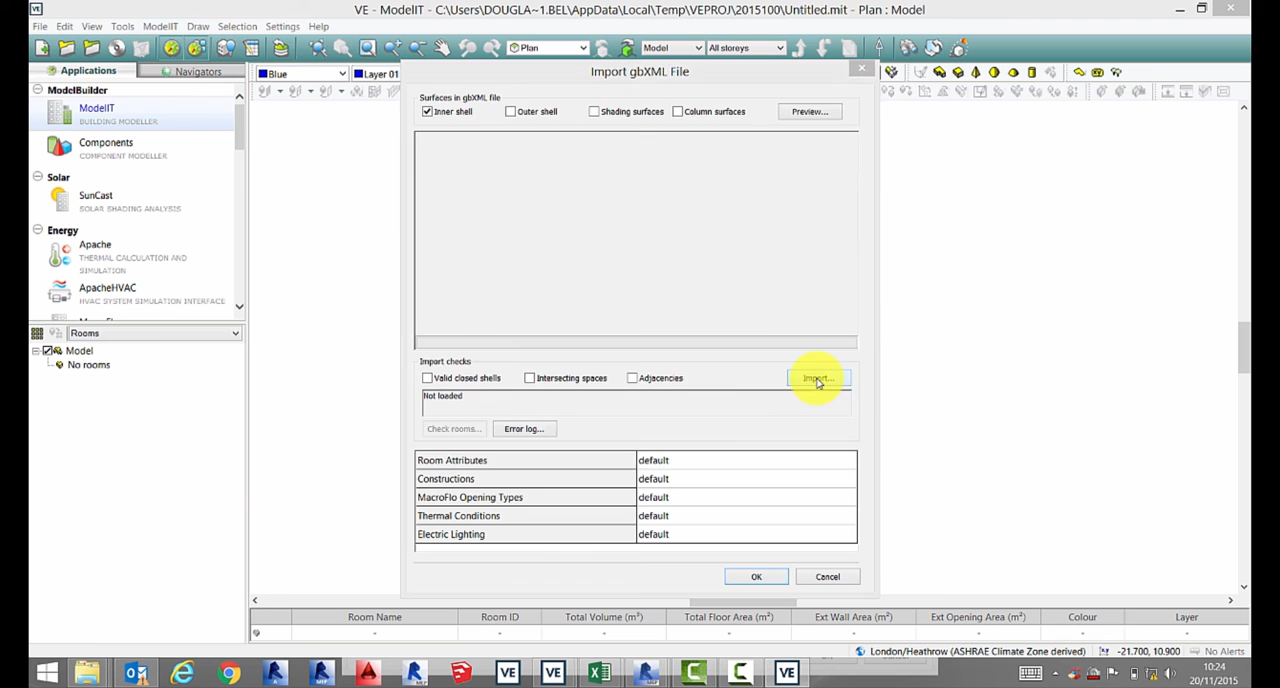 VE VE - ModelIT - C:\Users\DOUGLA~1.BEL\AppData\Local\Temp\VEPROJ\2015100\Untitled.mit - Plan : Model
File Edit View Tools ModelIT Draw Selection Settings Help
Plan Model All storeys
Applications Navigators Blue Layer 01
Import gbXML File
ModelBuilder
ModelIT
BUILDING MODELLER
Components
COMPONENT MODELLER
Solar
SunCast
SOLAR SHADING ANALYSIS
Energy
Apache
THERMAL CALCULATION AND
SIMULATION
ApacheHVAC
HVAC SYSTEM SIMULATION INTERFACE
Rooms
Model
No rooms
Surfaces in gbXML file
Inner shell Outer shell Shading surfaces Column surfaces Preview...
Import checks
Valid closed shells Intersecting spaces Adjacencies Import...
Not loaded
Check rooms... Error log...
Room Attributes default
Constructions default
MacroFlo Opening Types default
Thermal Conditions default
Electric Lighting default
OK Cancel
Room Name Room ID Total Volume (m³) Total Floor Area (m²) Ext Wall Area (m²) Ext Opening Area (m²) Colour Layer
- - - - - - - -
London/Heathrow (ASHRAE Climate Zone derived) -21.700, 10.900 No Alerts
VE VE VE
10:24
20/11/2015